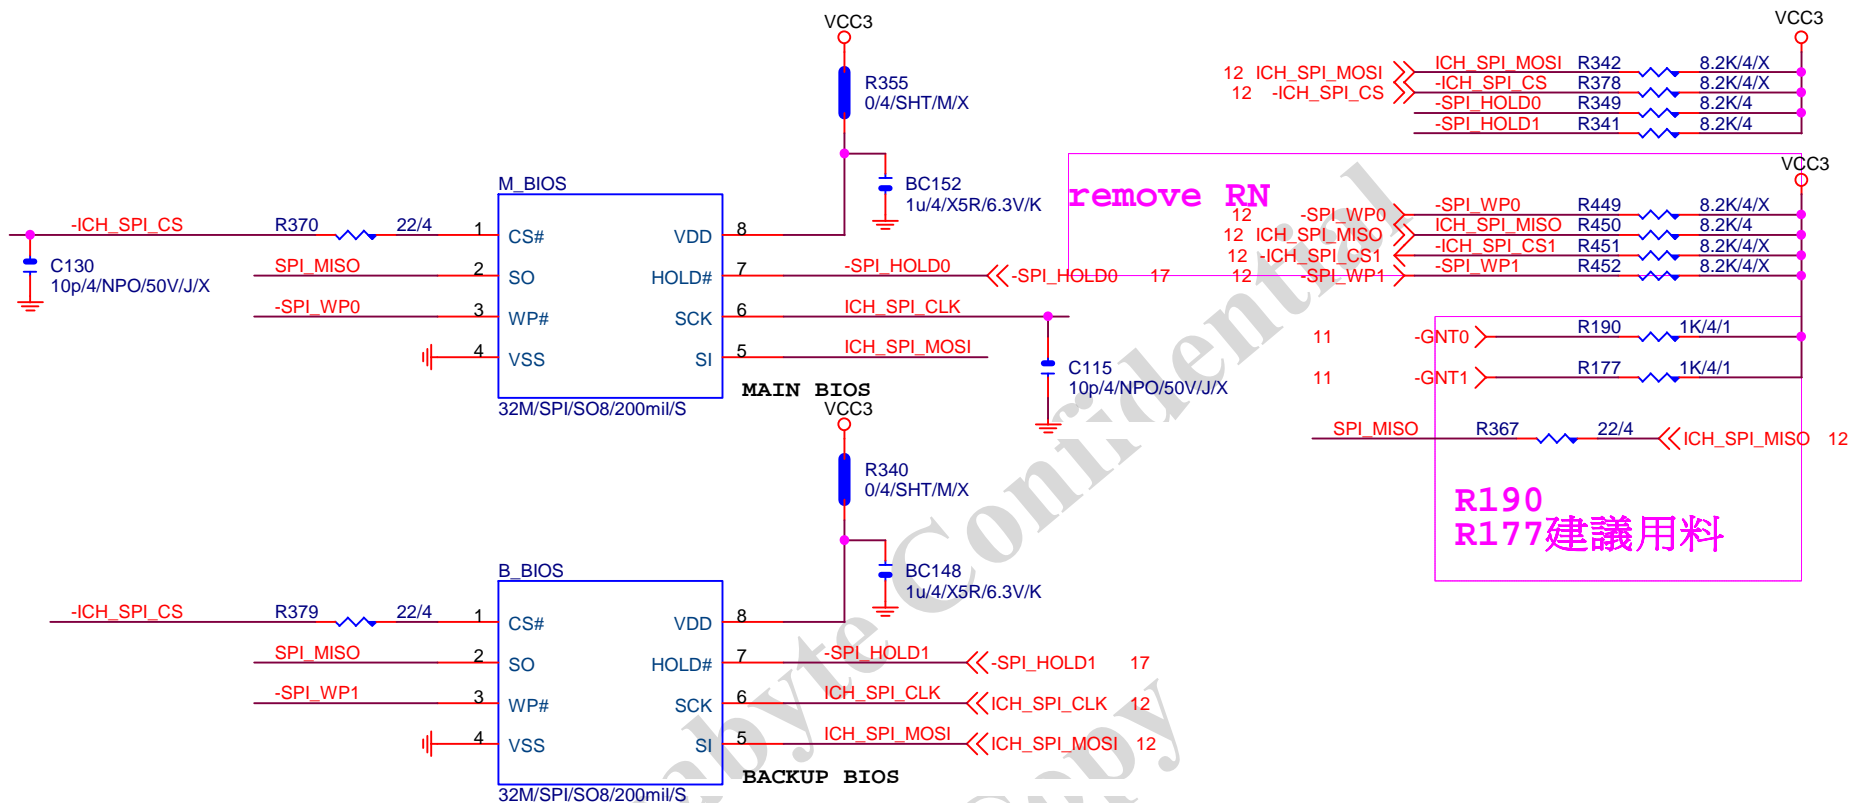 VCC3
R355
0/4/SHT/M/X
BC152
1u/4/X5R/6.3V/K
M_BIOS
-ICH_SPI_CS R370 22/4 1 CS# VDD 8
C130
10p/4/NPO/50V/J/X
SPI_MISO 2 SO HOLD# 7 -SPI_HOLD0 -SPI_HOLD0 17
-SPI_WP0 3 WP# SCK 6 ICH_SPI_CLK
4 VSS SI 5 ICH_SPI_MOSI
C115
10p/4/NPO/50V/J/X
MAIN BIOS
32M/SPI/SO8/200mil/S
VCC3
R340
0/4/SHT/M/X
BC148
1u/4/X5R/6.3V/K
B_BIOS
-ICH_SPI_CS R379 22/4 1 CS# VDD 8
SPI_MISO 2 SO HOLD# 7 -SPI_HOLD1 -SPI_HOLD1 17
-SPI_WP1 3 WP# SCK 6 ICH_SPI_CLK ICH_SPI_CLK 12
4 VSS SI 5 ICH_SPI_MOSI ICH_SPI_MOSI 12
BACKUP BIOS
32M/SPI/SO8/200mil/S
VCC3
12 ICH_SPI_MOSI ICH_SPI_MOSI R342 8.2K/4/X
12 -ICH_SPI_CS -ICH_SPI_CS R378 8.2K/4/X
-SPI_HOLD0 R349 8.2K/4
-SPI_HOLD1 R341 8.2K/4
VCC3
remove RN
12 -SPI_WP0 -SPI_WP0 R449 8.2K/4/X
12 ICH_SPI_MISO ICH_SPI_MISO R450 8.2K/4
12 -ICH_SPI_CS1 -ICH_SPI_CS1 R451 8.2K/4/X
12 -SPI_WP1 -SPI_WP1 R452 8.2K/4/X
11 -GNT0 R190 1K/4/1
11 -GNT1 R177 1K/4/1
SPI_MISO R367 22/4 ICH_SPI_MISO 12
R190
R177建議用料
abyte Confidential
Copy